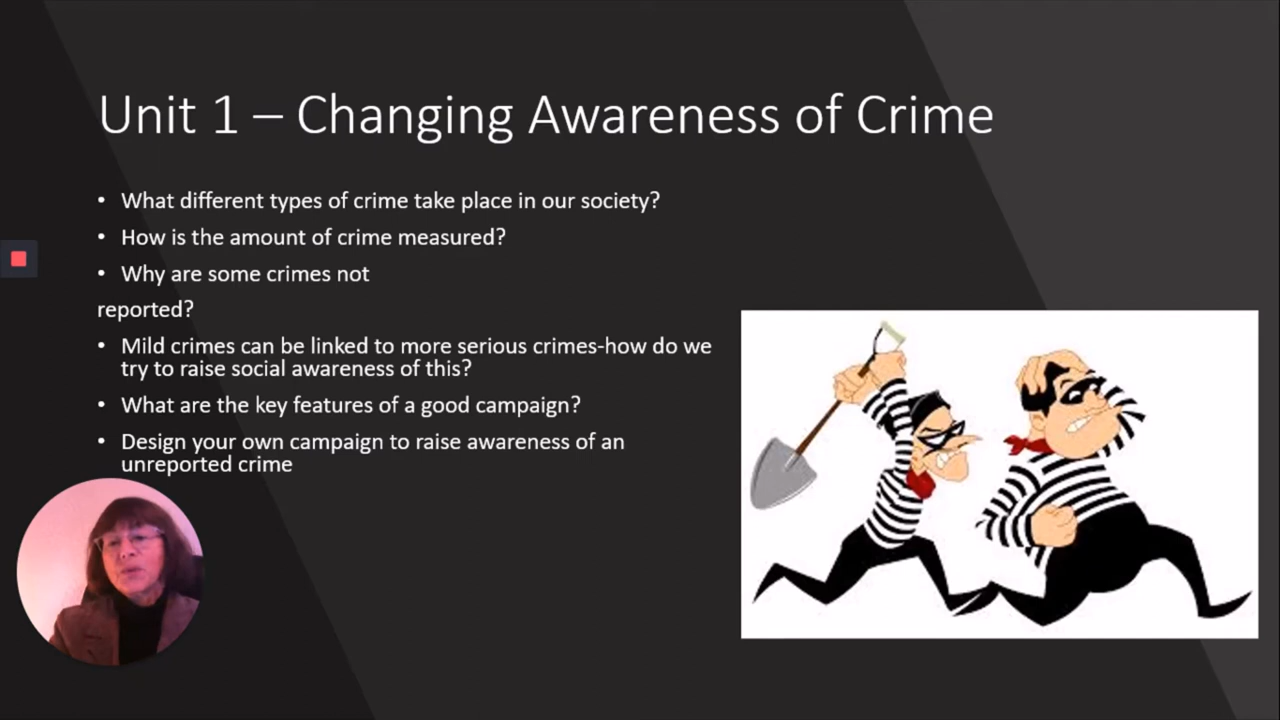 Unit 1 – Changing Awareness of Crime
• What different types of crime take place in our society?
• How is the amount of crime measured?
• Why are some crimes not
reported?
• Mild crimes can be linked to more serious crimes-how do we
try to raise social awareness of this?
• What are the key features of a good campaign?
• Design your own campaign to raise awareness of an
unreported crime